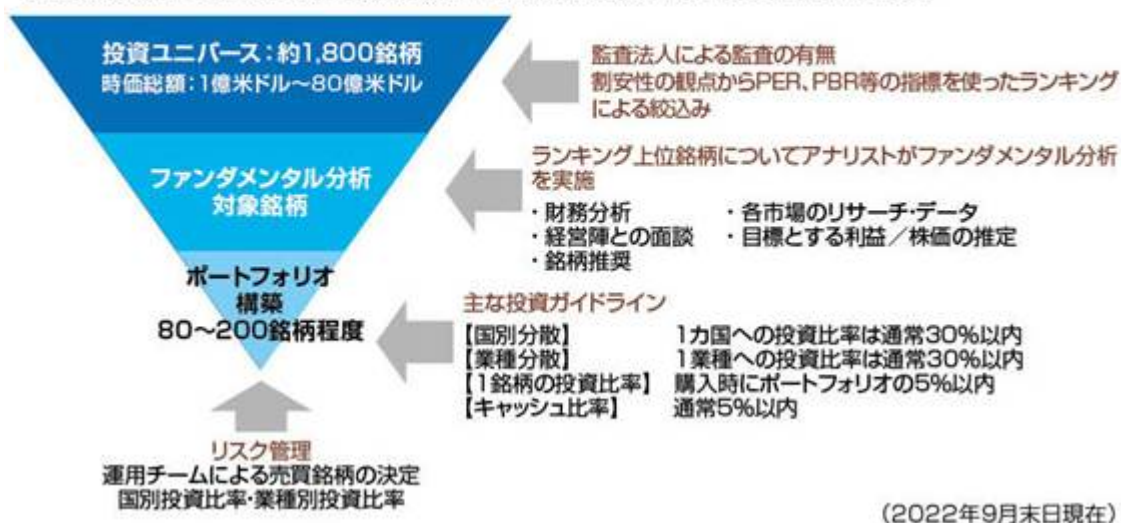 投資ユニバース：約1,800銘柄
時価総額：1億米ドル～80億米ドル
監査法人による監査の有無
割安性の観点からPER、PBR等の指標を使ったランキング
による絞込み
ファンダメンタル分析
対象銘柄
ランキング上位銘柄についてアナリストがファンダメンタル分析
を実施
・財務分析　・各市場のリサーチ・データ
・経営陣との面談　・目標とする利益／株価の推定
・銘柄推奨
ポートフォリオ
構築
80～200銘柄程度
主な投資ガイドライン
【国別分散】　1カ国への投資比率は通常30%以内
【業種分散】　1業種への投資比率は通常30%以内
【1銘柄の投資比率】　購入時にポートフォリオの5%以内
【キャッシュ比率】　通常5%以内
リスク管理
運用チームによる売買銘柄の決定
国別投資比率・業種別投資比率
（2022年9月末日現在）